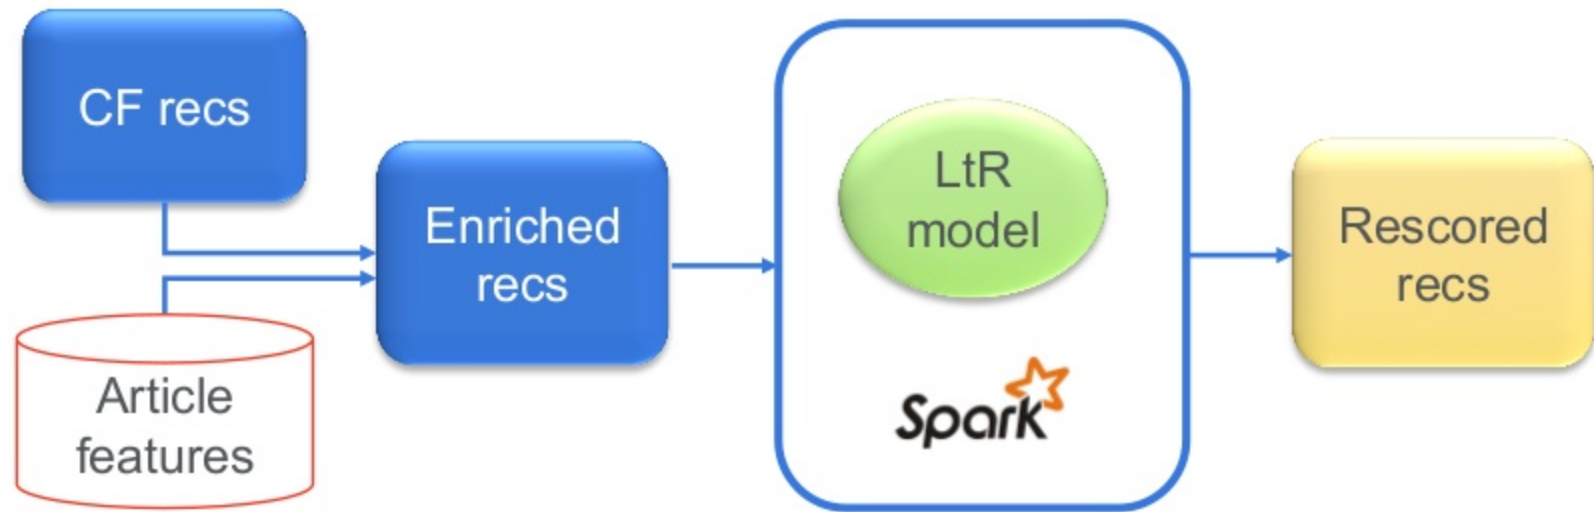 CF recs
Article
features
Enriched
recs
LtR
model
Spark
Rescored
recs